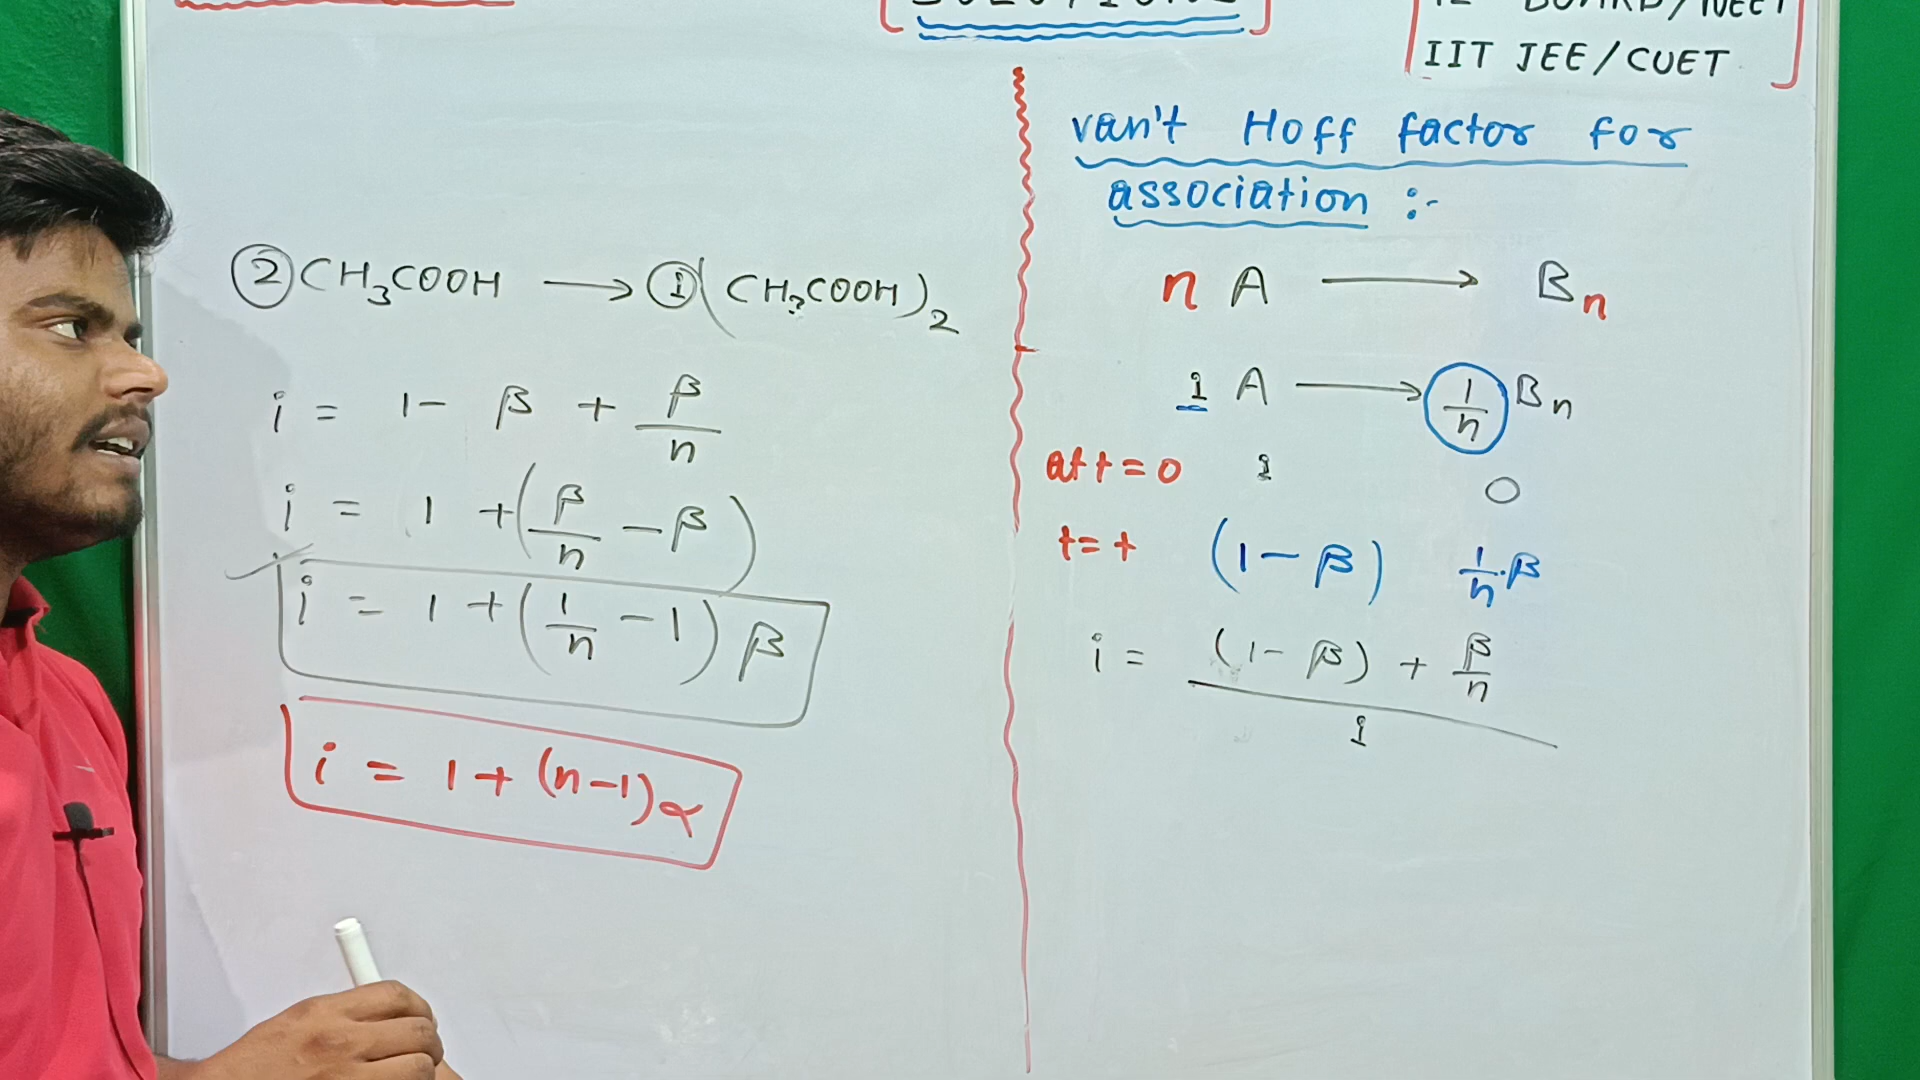 IIT JEE/CUET
② CH₃COOH ⟶ ① (CH₃COOH)₂
i = 1 - β + β/n
i = 1 + (β/n - β)
i = 1 + (1/n - 1) β
i = 1 + (n-1)α
van't Hoff factor for
association :-
n A ⟶ Bn
1 A ⟶ 1/n Bn
at t=0 1 0
t=t (1-β) 1/n·β
i = (1-β) + β/n / 1